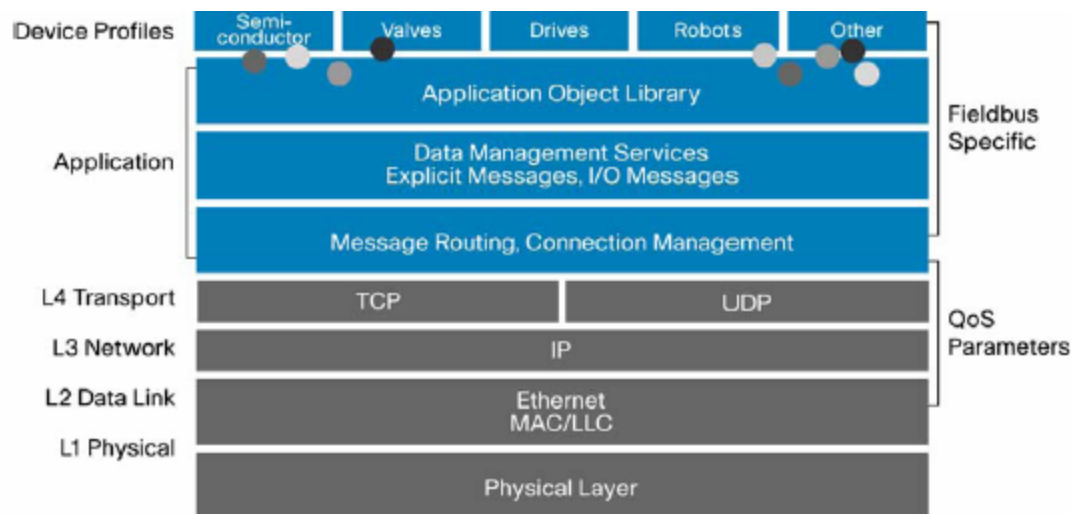 Device Profiles
Semi-
conductor
Valves
Drives
Robots
Other
Application Object Library
Fieldbus
Specific
Application
Data Management Services
Explicit Messages, I/O Messages
Message Routing, Connection Management
L4 Transport
TCP
UDP
QoS
Parameters
L3 Network
IP
L2 Data Link
Ethernet
MAC/LLC
L1 Physical
Physical Layer